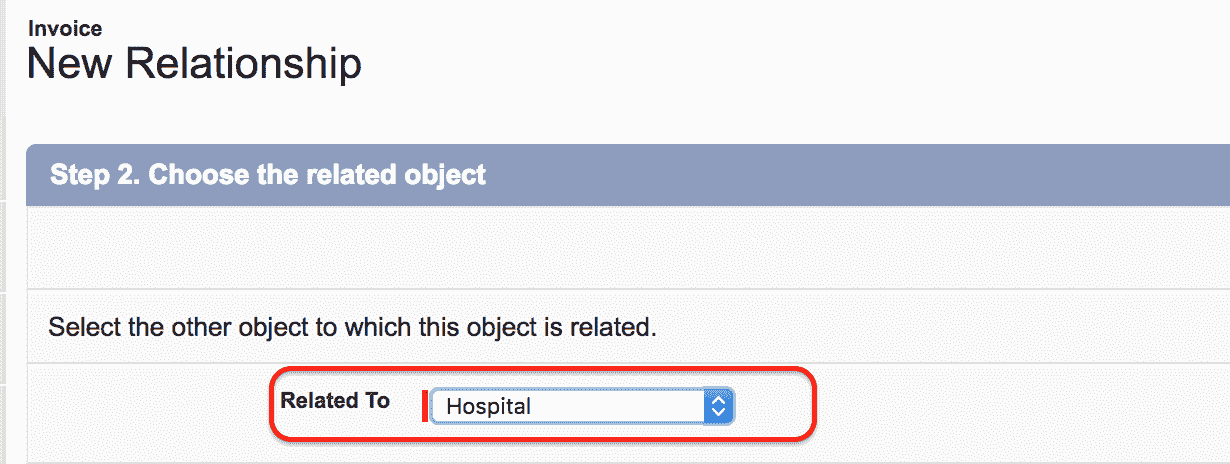 Invoice
New Relationship
Step 2. Choose the related object
Select the other object to which this object is related.
Related To Hospital